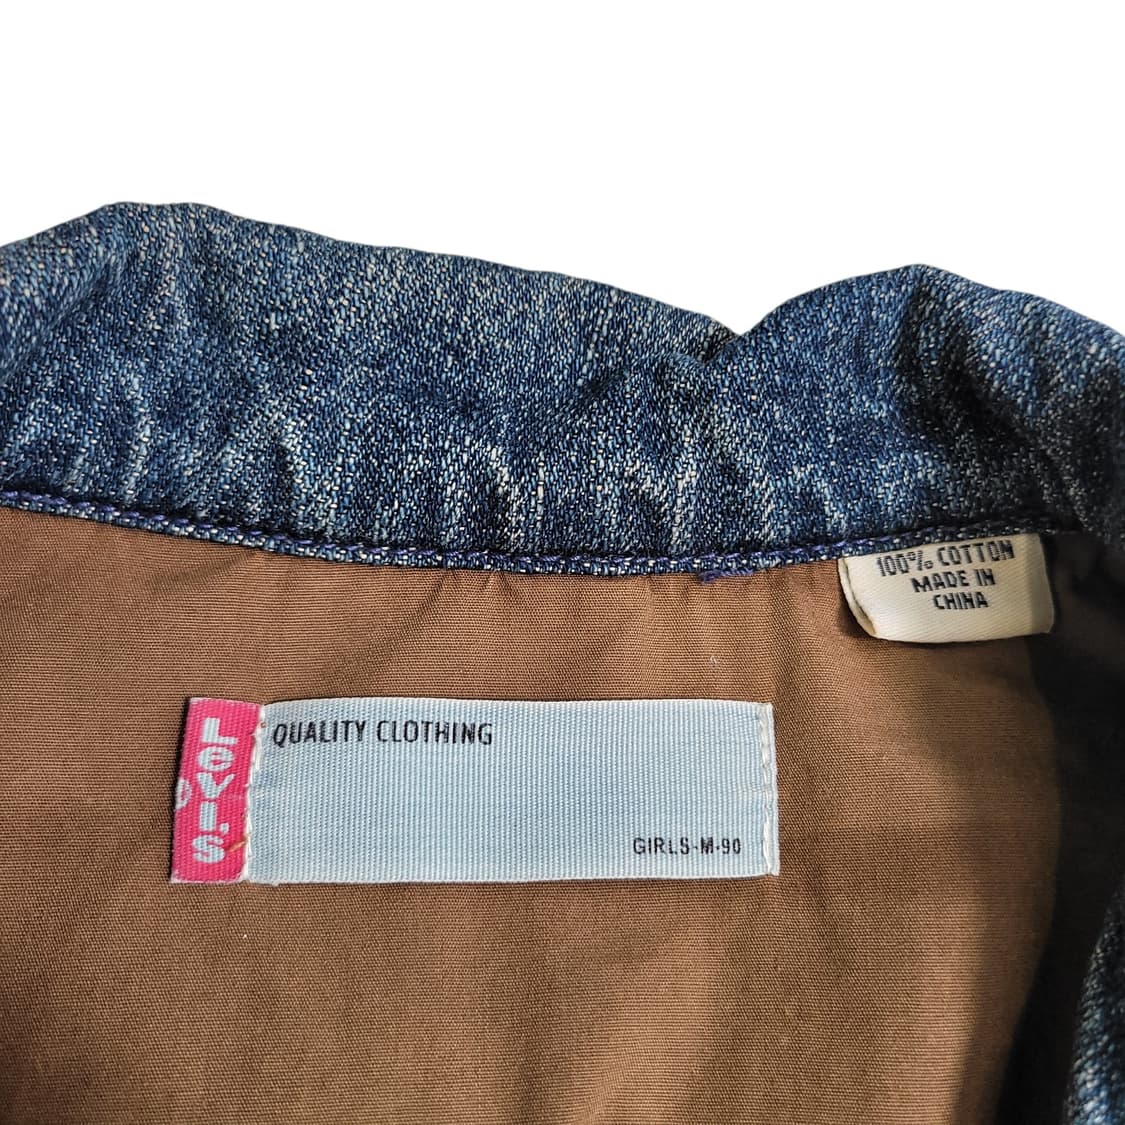 100% COTTON
MADE IN
CHINA
LeVI'S
QUALITY CLOTHING
GIRLS-M-90